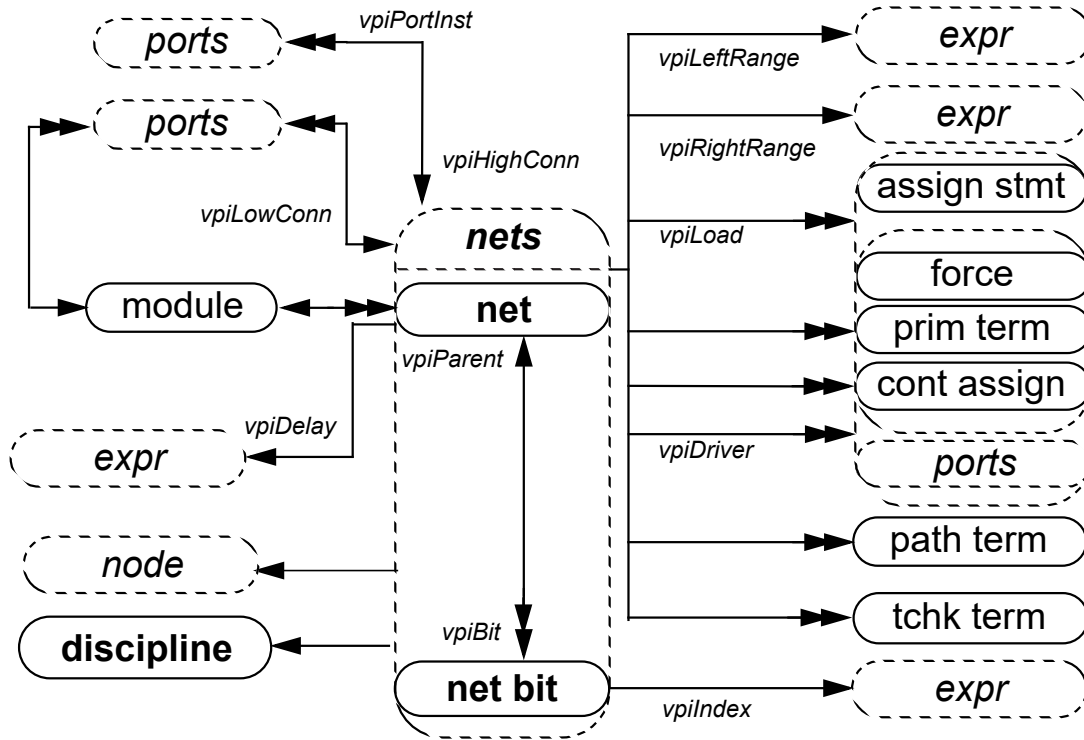 vpiPortInst
ports
expr
vpiLeftRange
ports
expr
vpiHighConn
vpiRightRange
assign stmt
vpiLowConn
nets
vpiLoad
force
module
net
prim term
vpiParent
cont assign
vpiDelay
vpiDriver
expr
ports
node
path term
discipline
vpiBit
tchk term
net bit
vpiIndex
expr